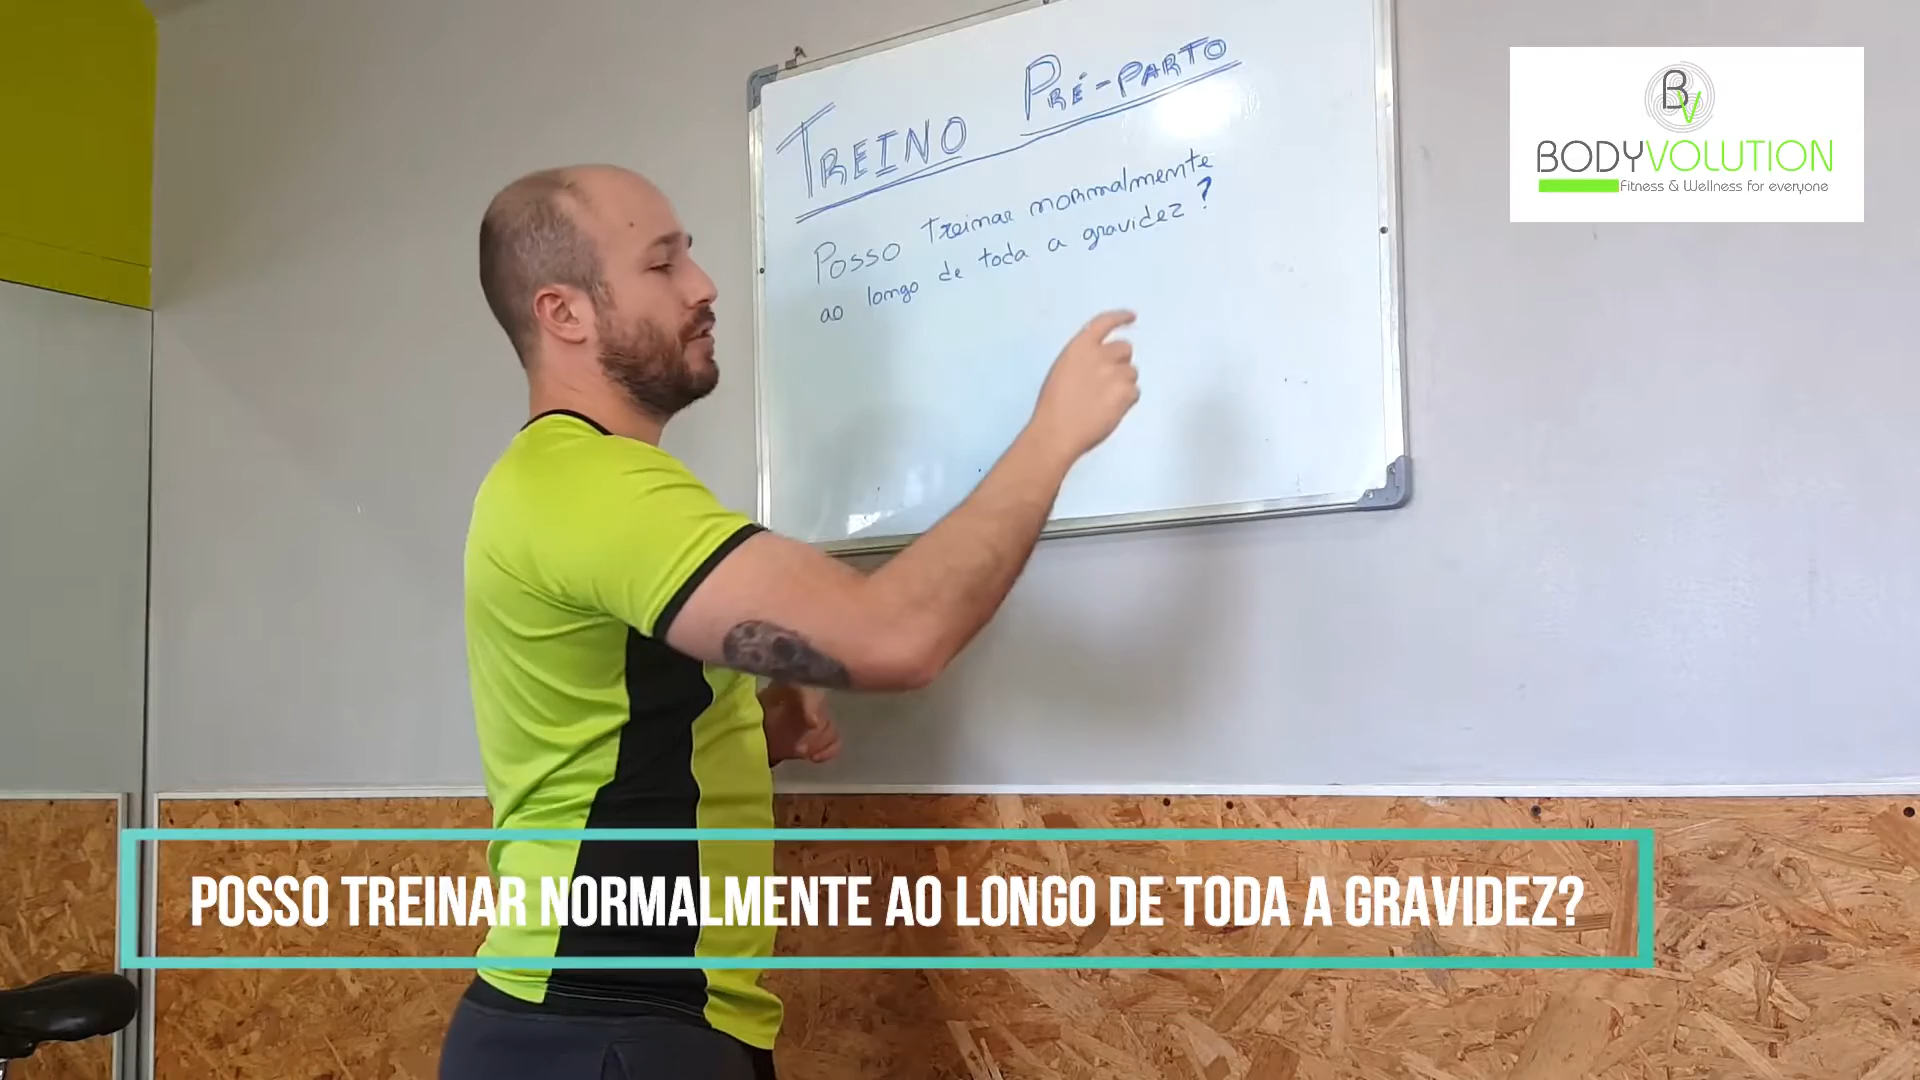 TREINO PRÉ-PARTO
Posso treinar normalmente
ao longo de toda a gravidez?
BV
BODYVOLUTION
Fitness & Wellness for everyone
POSSO TREINAR NORMALMENTE AO LONGO DE TODA A GRAVIDEZ?